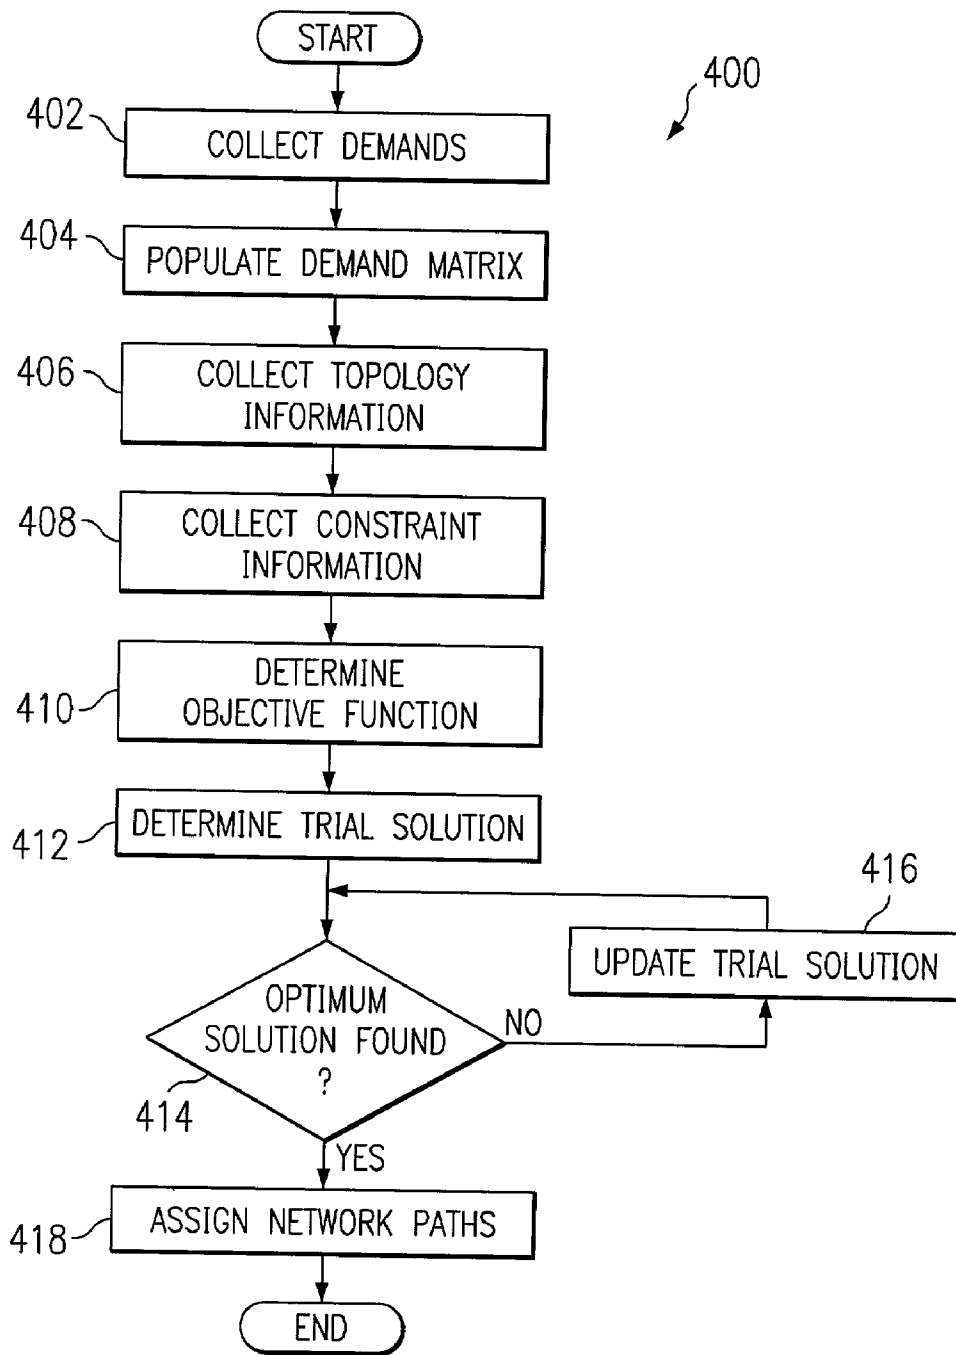 START
400
402
COLLECT DEMANDS
404
POPULATE DEMAND MATRIX
406
COLLECT TOPOLOGY
INFORMATION
408
COLLECT CONSTRAINT
INFORMATION
410
DETERMINE
OBJECTIVE FUNCTION
412
DETERMINE TRIAL SOLUTION
416
UPDATE TRIAL SOLUTION
OPTIMUM
SOLUTION FOUND
?
NO
414
YES
418
ASSIGN NETWORK PATHS
END